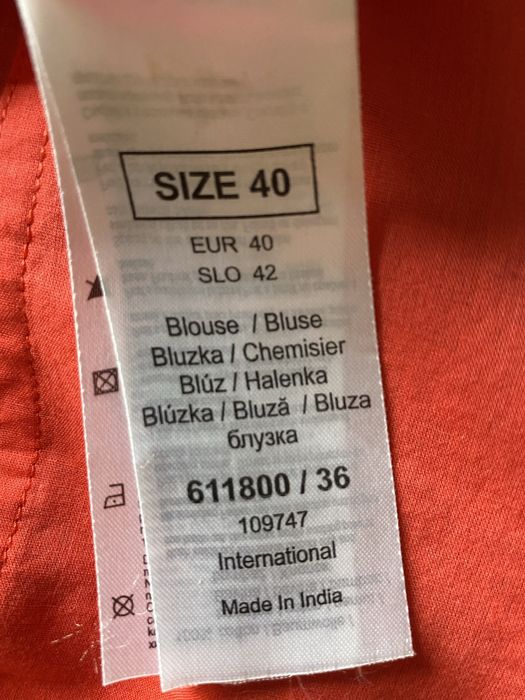 SIZE 40
EUR 40
SLO 42
Blouse / Bluse
Bluzka / Chemisier
Blúz / Halenka
Blúzka / Bluză / Bluza
блузка
611800 / 36
109747
International
Made In India